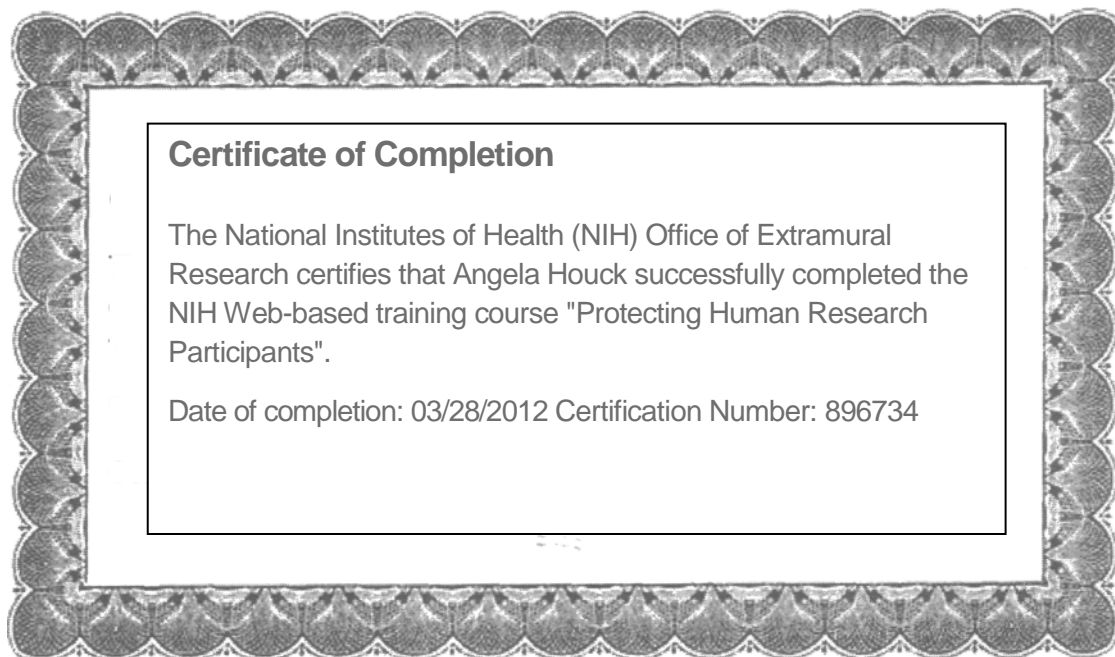 Certificate of Completion
The National Institutes of Health (NIH) Office of Extramural
Research certifies that Angela Houck successfully completed the
NIH Web-based training course "Protecting Human Research
Participants".
Date of completion: 03/28/2012 Certification Number: 896734